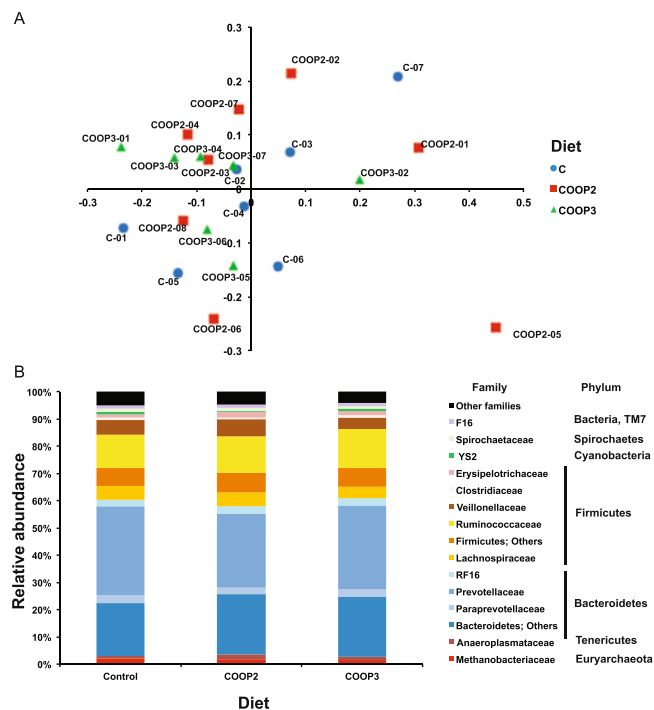 A
0.3
0.2
0.1
0
-0.1
-0.2
-0.3
-0.3
-0.2
-0.1
0
0.1
0.2
0.3
0.4
0.5
COOP2-02
C-07
COOP2-07
COOP2-04
COOP3-01
COOP3-04
C-03
COOP2-01
COOP3-03
COOP3-07
COOP2-03
COOP3-02
C-02
C-04
C-01
COOP2-08
COOP3-06
C-06
C-05
COOP3-05
COOP2-06
COOP2-05
Diet
C
COOP2
COOP3
B
Relative abundance
100%
90%
80%
70%
60%
50%
40%
30%
20%
10%
0%
Control
COOP2
COOP3
Diet
Family
Phylum
Other families
F16
Bacteria, TM7
Spirochaetaceae
Spirochaetes
YS2
Cyanobacteria
Erysipelotrichaceae
Clostridiaceae
Veillonellaceae
Ruminococcaceae
Firmicutes; Others
Lachnospiraceae
Firmicutes
RF16
Prevotellaceae
Paraprevotellaceae
Bacteroidetes; Others
Bacteroidetes
Anaeroplasmataceae
Tenericutes
Methanobacteriaceae
Euryarchaeota